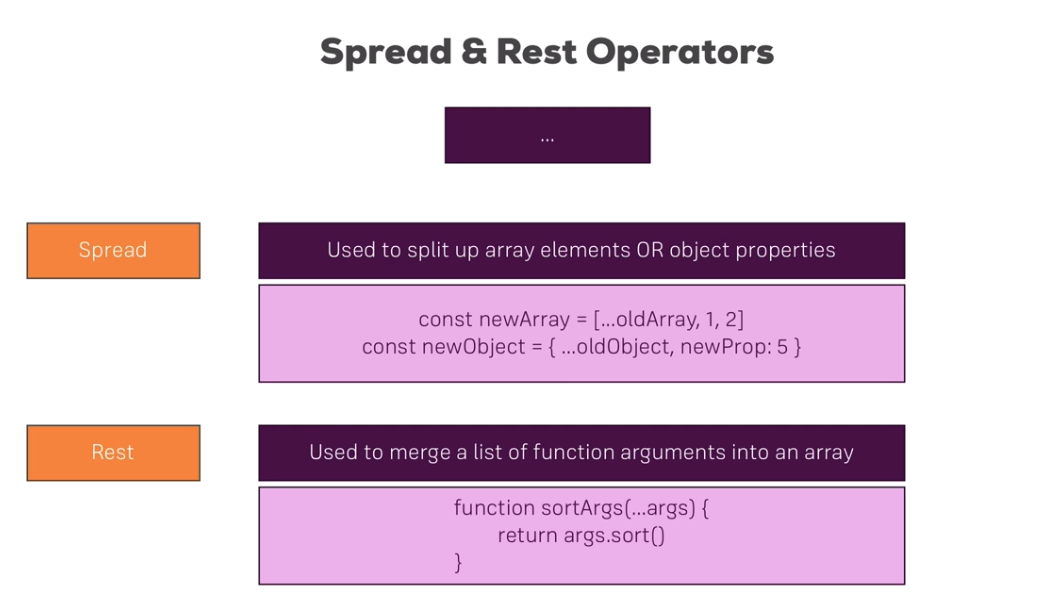 Spread & Rest Operators
...
Spread
Used to split up array elements OR object properties
const newArray = [...oldArray, 1, 2]
const newObject = { ...oldObject, newProp: 5 }
Rest
Used to merge a list of function arguments into an array
function sortArgs(...args) {
return args.sort()
}